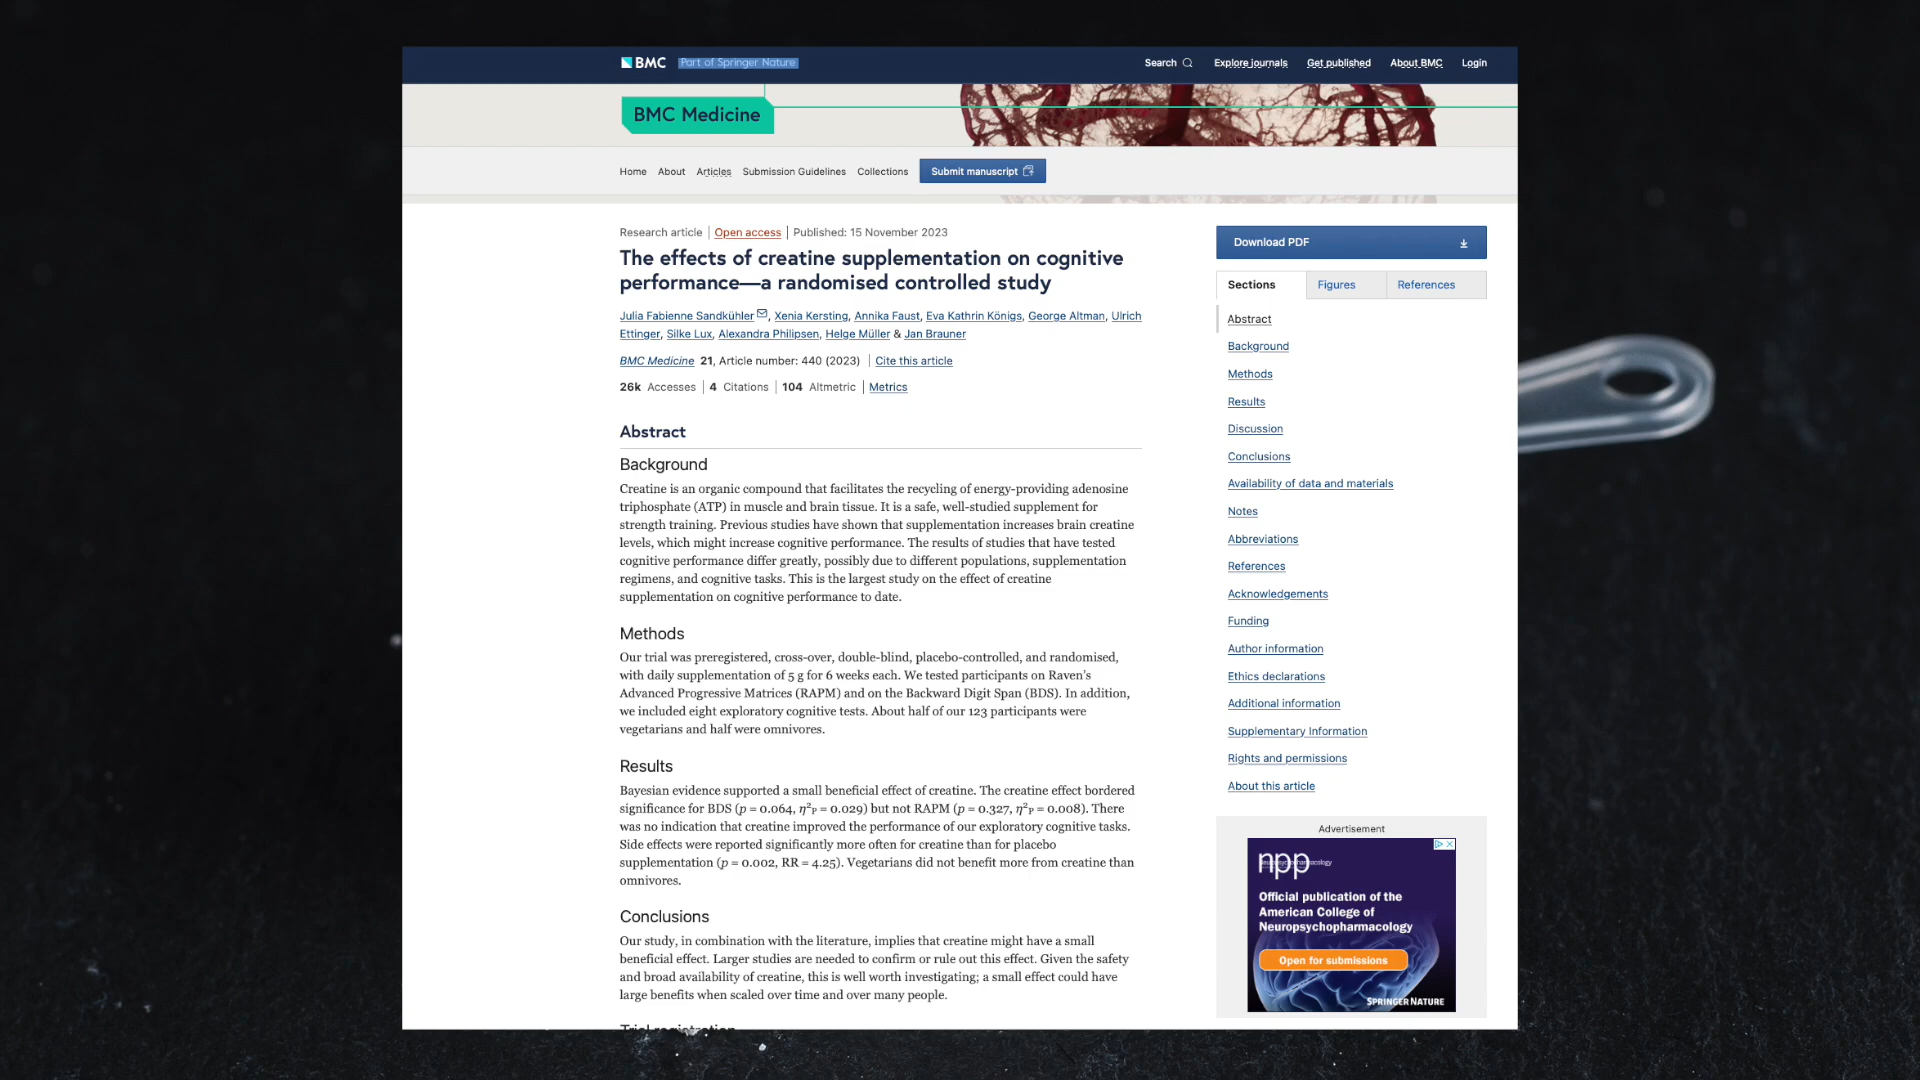 BMC Part of Springer Nature
Search Explore journals Get published About BMC Login
BMC Medicine
Home About Articles Submission Guidelines Collections Submit manuscript
Research article Open access Published: 15 November 2023
The effects of creatine supplementation on cognitive
performance—a randomised controlled study
Julia Fabienne Sandkühler, Xenia Kersting, Annika Faust, Eva Kathrin Königs, George Altman, Ulrich
Ettinger, Silke Lux, Alexandra Philipsen, Helge Müller & Jan Brauner
BMC Medicine 21, Article number: 440 (2023) Cite this article
26k Accesses 4 Citations 104 Altmetric Metrics
Abstract
Background
Creatine is an organic compound that facilitates the recycling of energy-providing adenosine
triphosphate (ATP) in muscle and brain tissue. It is a safe, well-studied supplement for
strength training. Previous studies have shown that supplementation increases brain creatine
levels, which might increase cognitive performance. The results of studies that have tested
cognitive performance differ greatly, possibly due to different populations, supplementation
regimens, and cognitive tasks. This is the largest study on the effect of creatine
supplementation on cognitive performance to date.
Methods
Our trial was preregistered, cross-over, double-blind, placebo-controlled, and randomised,
with daily supplementation of 5 g for 6 weeks each. We tested participants on Raven's
Advanced Progressive Matrices (RAPM) and on the Backward Digit Span (BDS). In addition,
we included eight exploratory cognitive tests. About half of our 123 participants were
vegetarians and half were omnivores.
Results
Bayesian evidence supported a small beneficial effect of creatine. The creatine effect bordered
significance for BDS (p = 0.064, η²P = 0.029) but not RAPM (p = 0.327, η²P = 0.008). There
was no indication that creatine improved the performance of our exploratory cognitive tasks.
Side effects were reported significantly more often for creatine than for placebo
supplementation (p = 0.002, RR = 4.25). Vegetarians did not benefit more from creatine than
omnivores.
Conclusions
Our study, in combination with the literature, implies that creatine might have a small
beneficial effect. Larger studies are needed to confirm or rule out this effect. Given the safety
and broad availability of creatine, this is well worth investigating; a small effect could have
large benefits when scaled over time and over many people.
Trial registration
Download PDF
Sections Figures References
Abstract
Background
Methods
Results
Discussion
Conclusions
Availability of data and materials
Notes
Abbreviations
References
Acknowledgements
Funding
Author information
Ethics declarations
Additional information
Supplementary Information
Rights and permissions
About this article
Advertisement
npp
Neuropsychopharmacology
Official publication of the
American College of
Neuropsychopharmacology
Open for submissions
SPRINGER NATURE